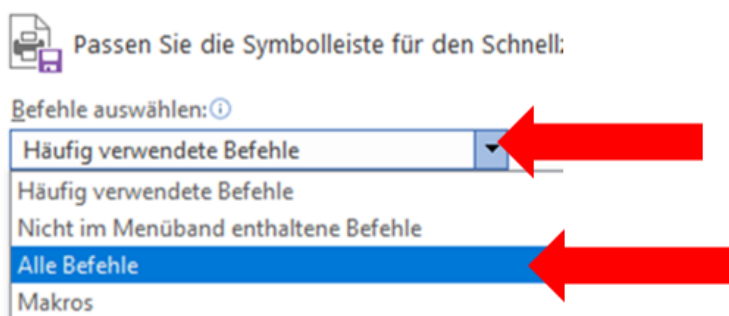 Passen Sie die Symbolleiste für den Schnellz
Befehle auswählen:
Häufig verwendete Befehle
Häufig verwendete Befehle
Nicht im Menüband enthaltene Befehle
Alle Befehle
Makros